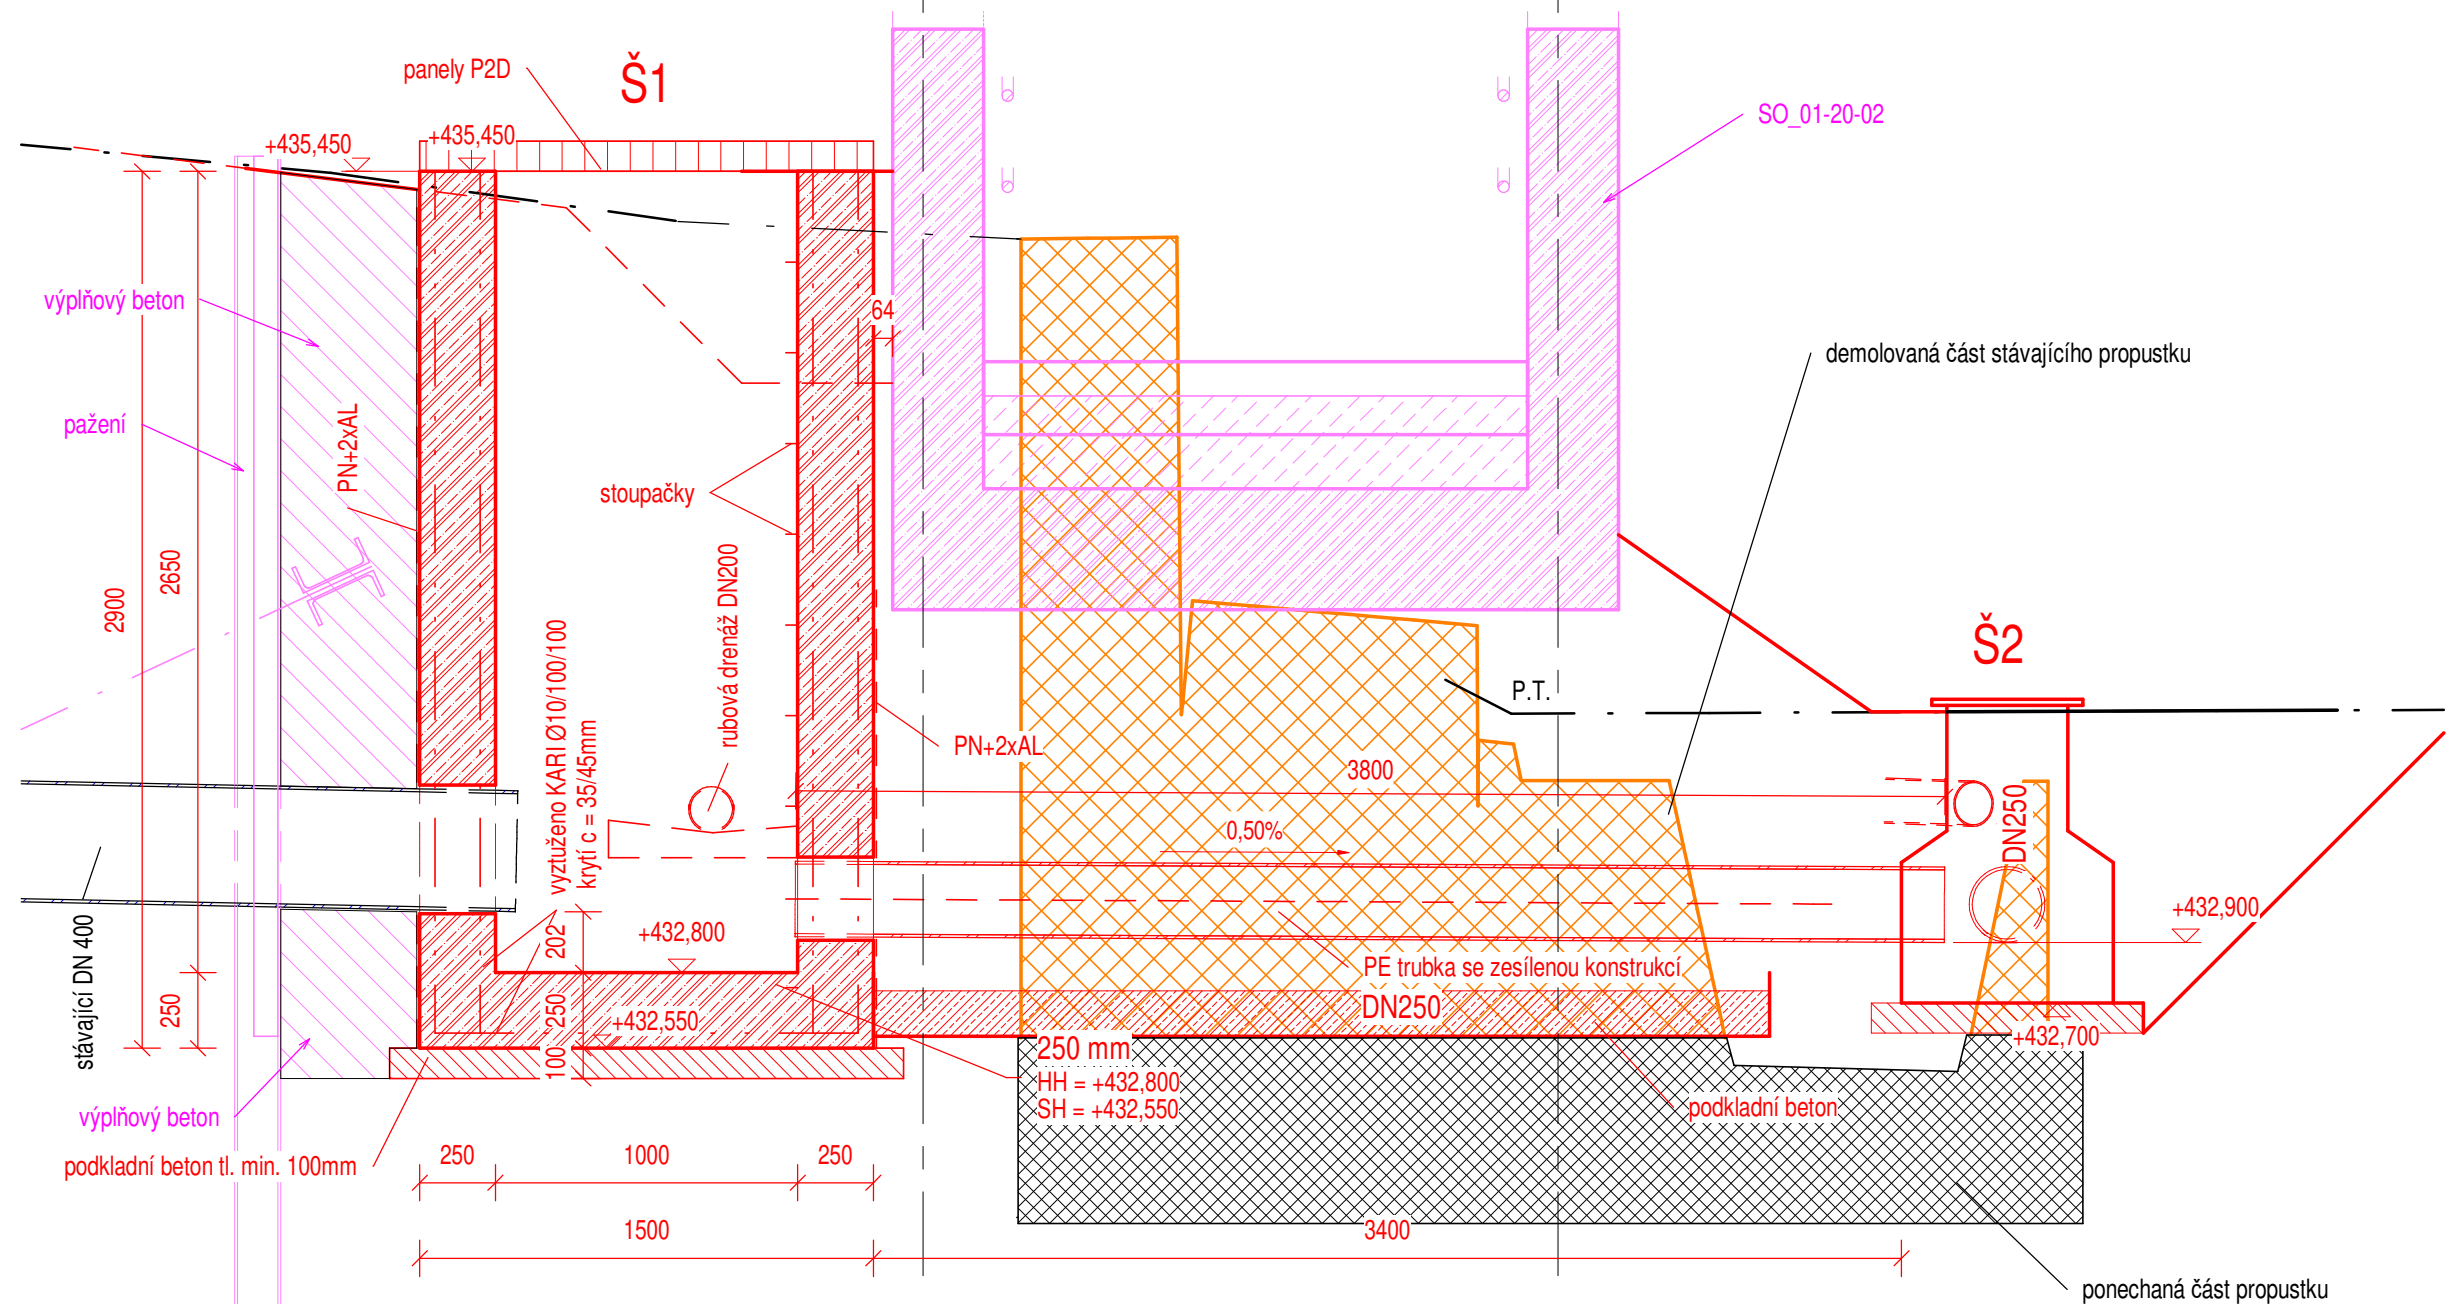 Š1
panely P2D
+435,450
+435,450
SO_01-20-02
výplňový beton
64
demolovaná část stávajícího propustku
pažení
PN+2xAL
stoupačky
2900
2650
vyztuženo KARI Ø10/100/100
krytí c = 35/45mm
rubová drenáž DN200
Š2
P.T.
PN+2xAL
3800
0,50%
DN250
stávající DN 400
250
202
+432,800
+432,900
PE trubka se zesílenou konstrukcí
DN250
250
+432,550
100
+432,700
250 mm
HH = +432,800
SH = +432,550
podkladní beton
výplňový beton
podkladní beton tl. min. 100mm
250
1000
250
1500
3400
ponechaná část propustku